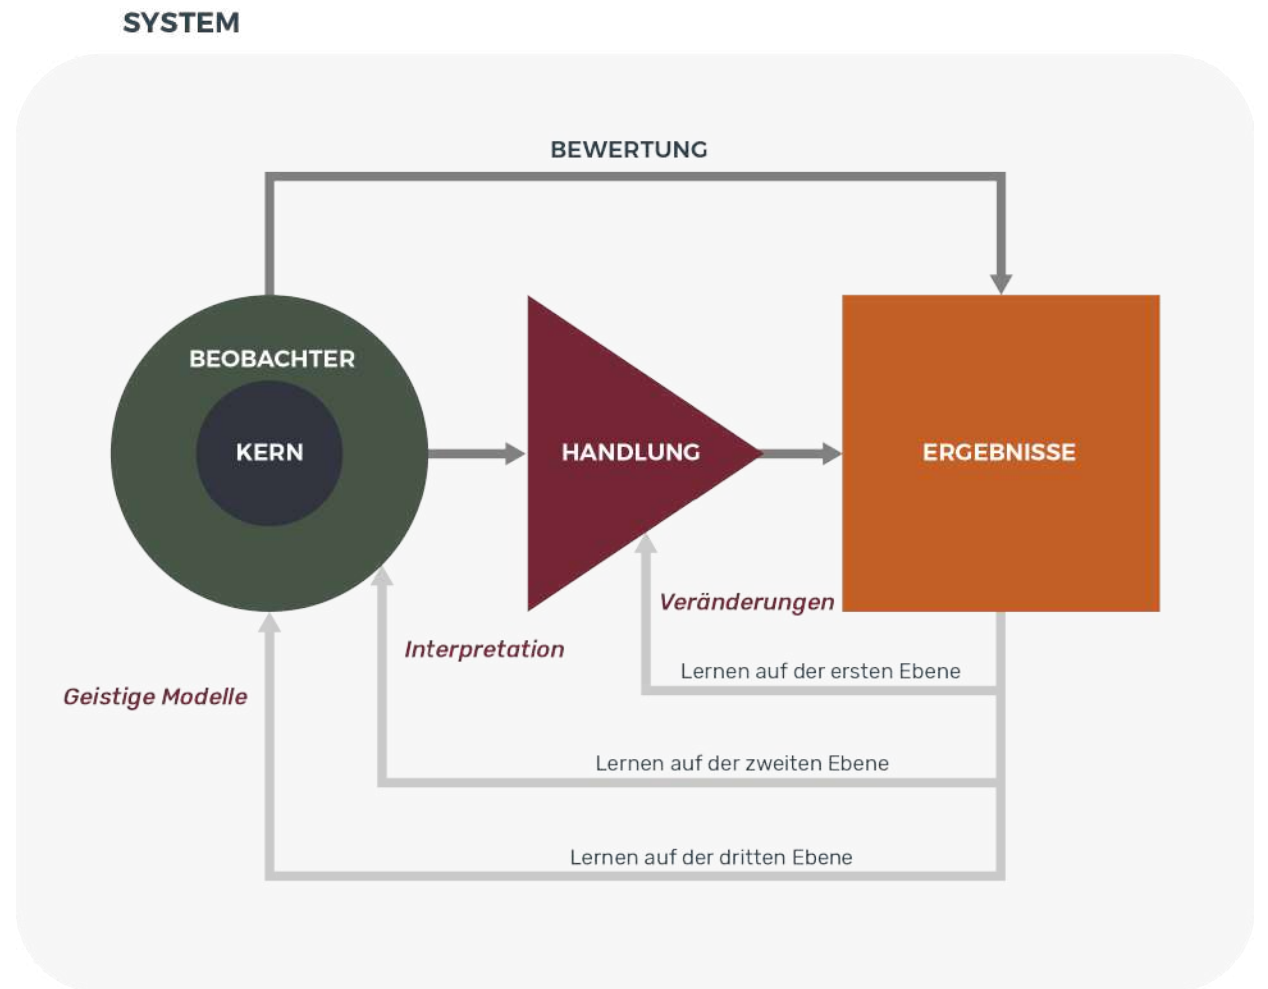 SYSTEM
BEWERTUNG
BEOBACHTER
KERN
HANDLUNG
ERGEBNISSE
Veränderungen
Interpretation
Lernen auf der ersten Ebene
Geistige Modelle
Lernen auf der zweiten Ebene
Lernen auf der dritten Ebene